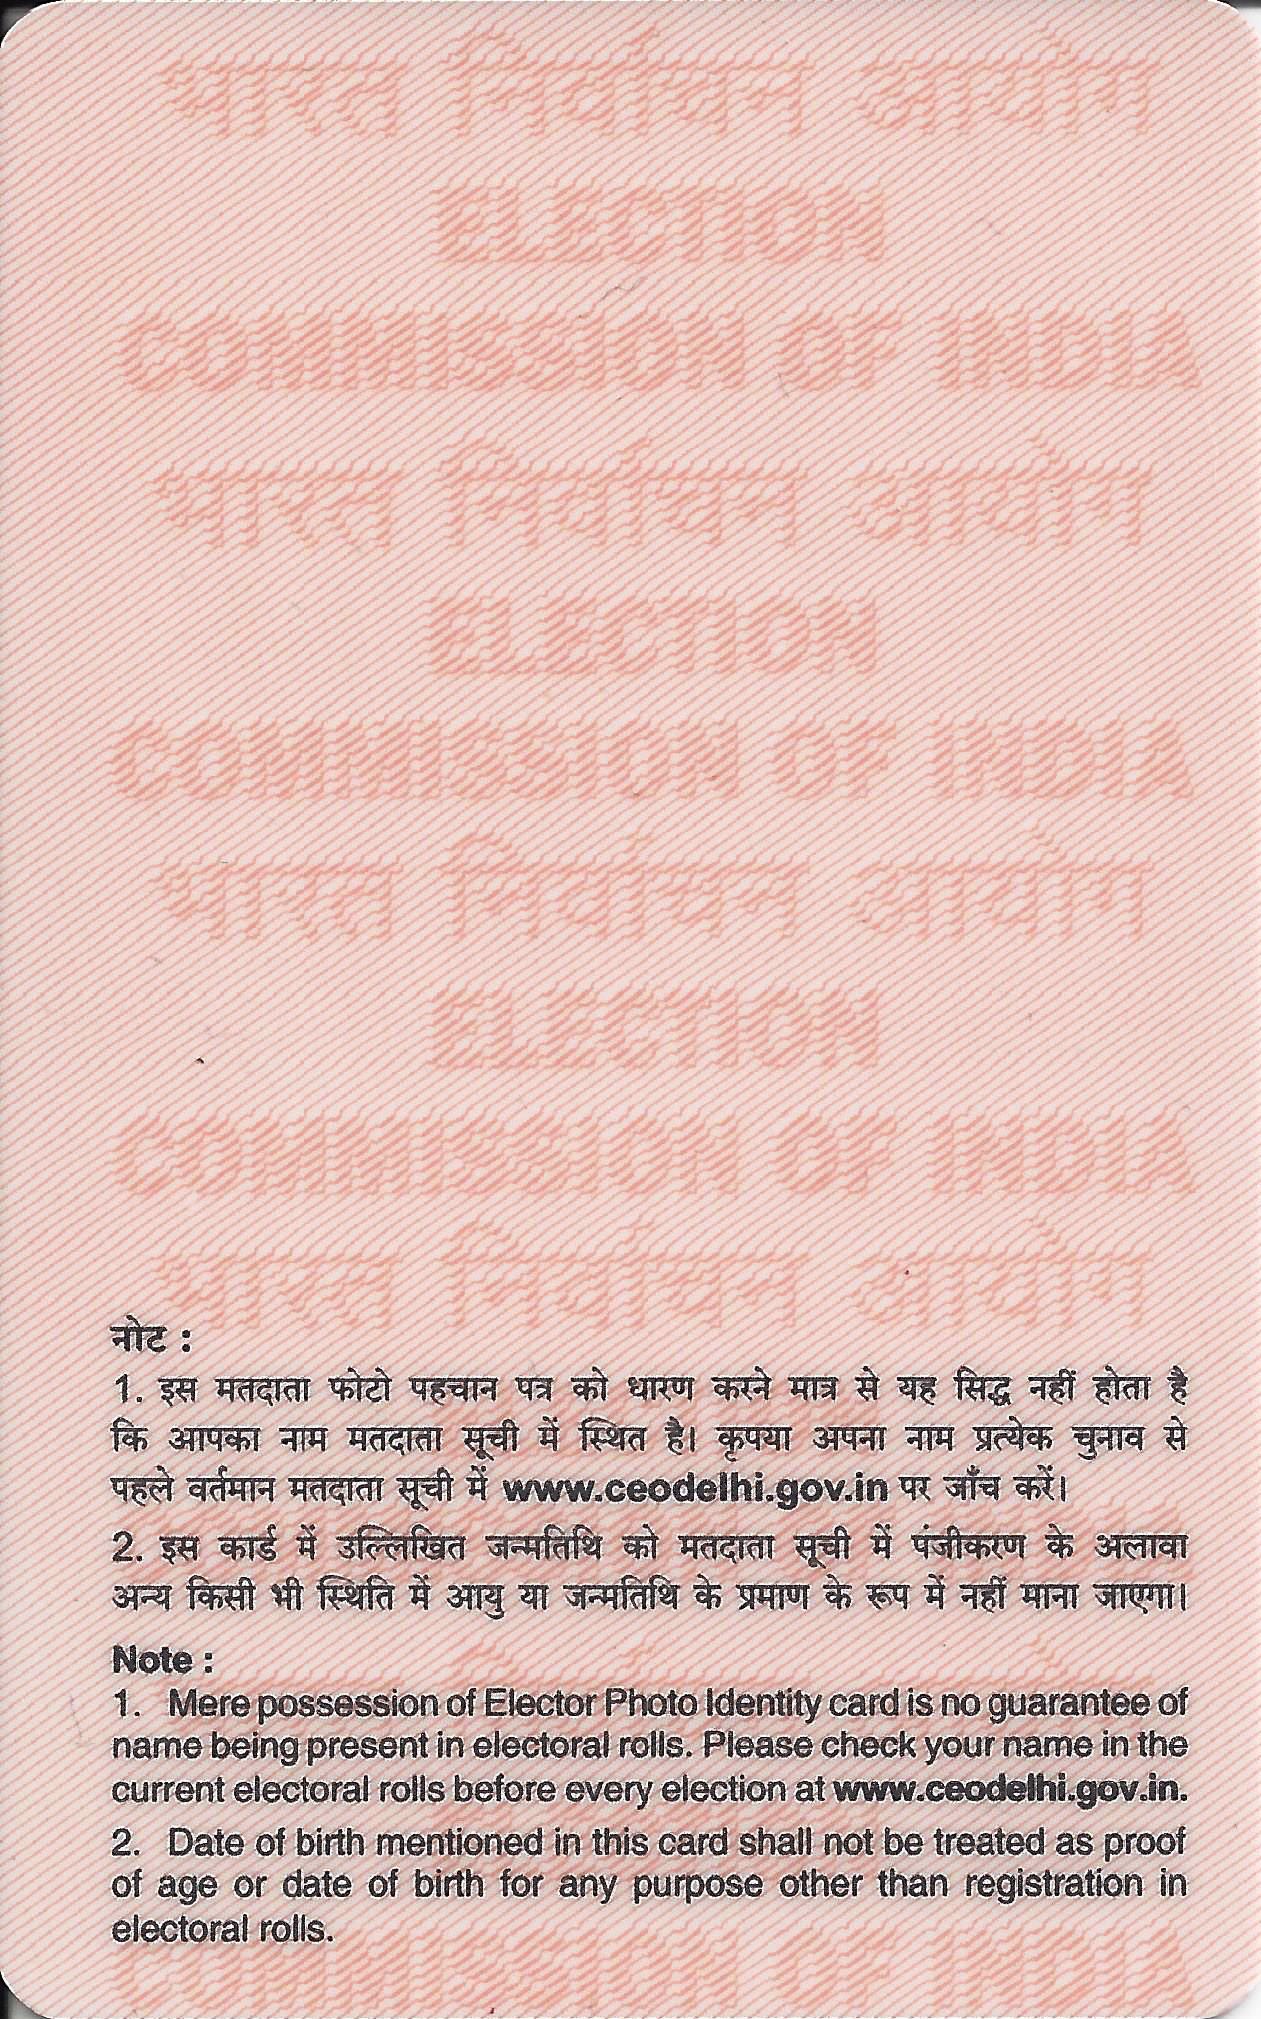 भारत निर्वाचन आयोग
ELECTION
COMMISSION OF INDIA
भारत निर्वाचन आयोग
ELECTION
COMMISSION OF INDIA
भारत निर्वाचन आयोग
ELECTION
COMMISSION OF INDIA
भारत निर्वाचन आयोग
नोट :
1. इस मतदाता फोटो पहचान पत्र को धारण करने मात्र से यह सिद्ध नहीं होता है
कि आपका नाम मतदाता सूची में स्थित है। कृपया अपना नाम प्रत्येक चुनाव से
पहले वर्तमान मतदाता सूची में www.ceodelhi.gov.in पर जाँच करें।
2. इस कार्ड में उल्लिखित जन्मतिथि को मतदाता सूची में पंजीकरण के अलावा
अन्य किसी भी स्थिति में आयु या जन्मतिथि के प्रमाण के रूप में नहीं माना जाएगा।
Note :
1. Mere possession of Elector Photo Identity card is no guarantee of
name being present in electoral rolls. Please check your name in the
current electoral rolls before every election at www.ceodelhi.gov.in.
2. Date of birth mentioned in this card shall not be treated as proof
of age or date of birth for any purpose other than registration in
electoral rolls.
COMMISSION OF INDIA